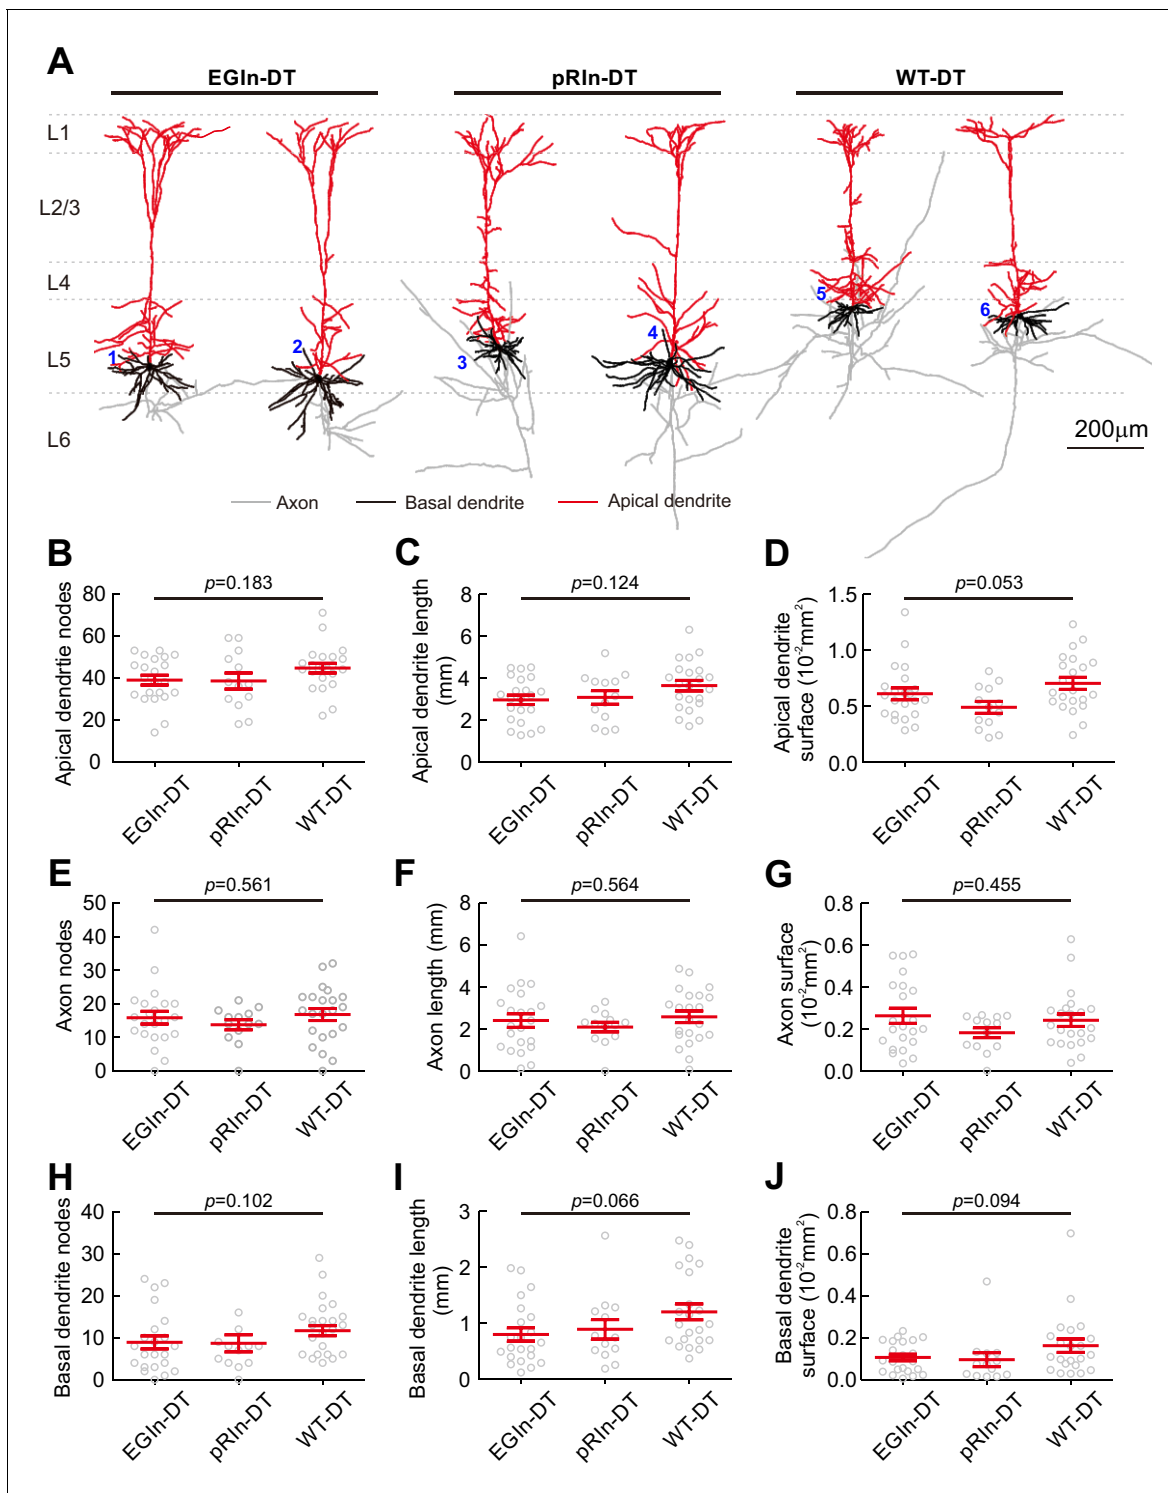 A
EGIn-DT
pRIn-DT
WT-DT
L1
L2/3
L4
L5
L6
1
2
3
4
5
6
200μm
Axon
Basal dendrite
Apical dendrite
B
p=0.183
Apical dendrtie nodes
80
60
40
20
0
EGIn-DT
pRIn-DT
WT-DT
C
p=0.124
Apical dendrite length
(mm)
8
6
4
2
0
EGIn-DT
pRIn-DT
WT-DT
D
p=0.053
Apical dendrite
surface (10⁻²mm²)
1.5
1.0
0.5
0.0
EGIn-DT
pRIn-DT
WT-DT
E
p=0.561
Axon nodes
50
40
30
20
10
0
EGIn-DT
pRIn-DT
WT-DT
F
p=0.564
Axon length (mm)
8
6
4
2
0
EGIn-DT
pRIn-DT
WT-DT
G
p=0.455
Axon surface
(10⁻²mm²)
0.8
0.6
0.4
0.2
0.0
EGIn-DT
pRIn-DT
WT-DT
H
p=0.102
Basal dendrite nodes
40
30
20
10
0
EGIn-DT
pRIn-DT
WT-DT
I
p=0.066
Basal dendrite length
(mm)
3
2
1
0
EGIn-DT
pRIn-DT
WT-DT
J
p=0.094
Basal dendrite
surface (10⁻²mm²)
0.8
0.6
0.4
0.2
0.0
EGIn-DT
pRIn-DT
WT-DT